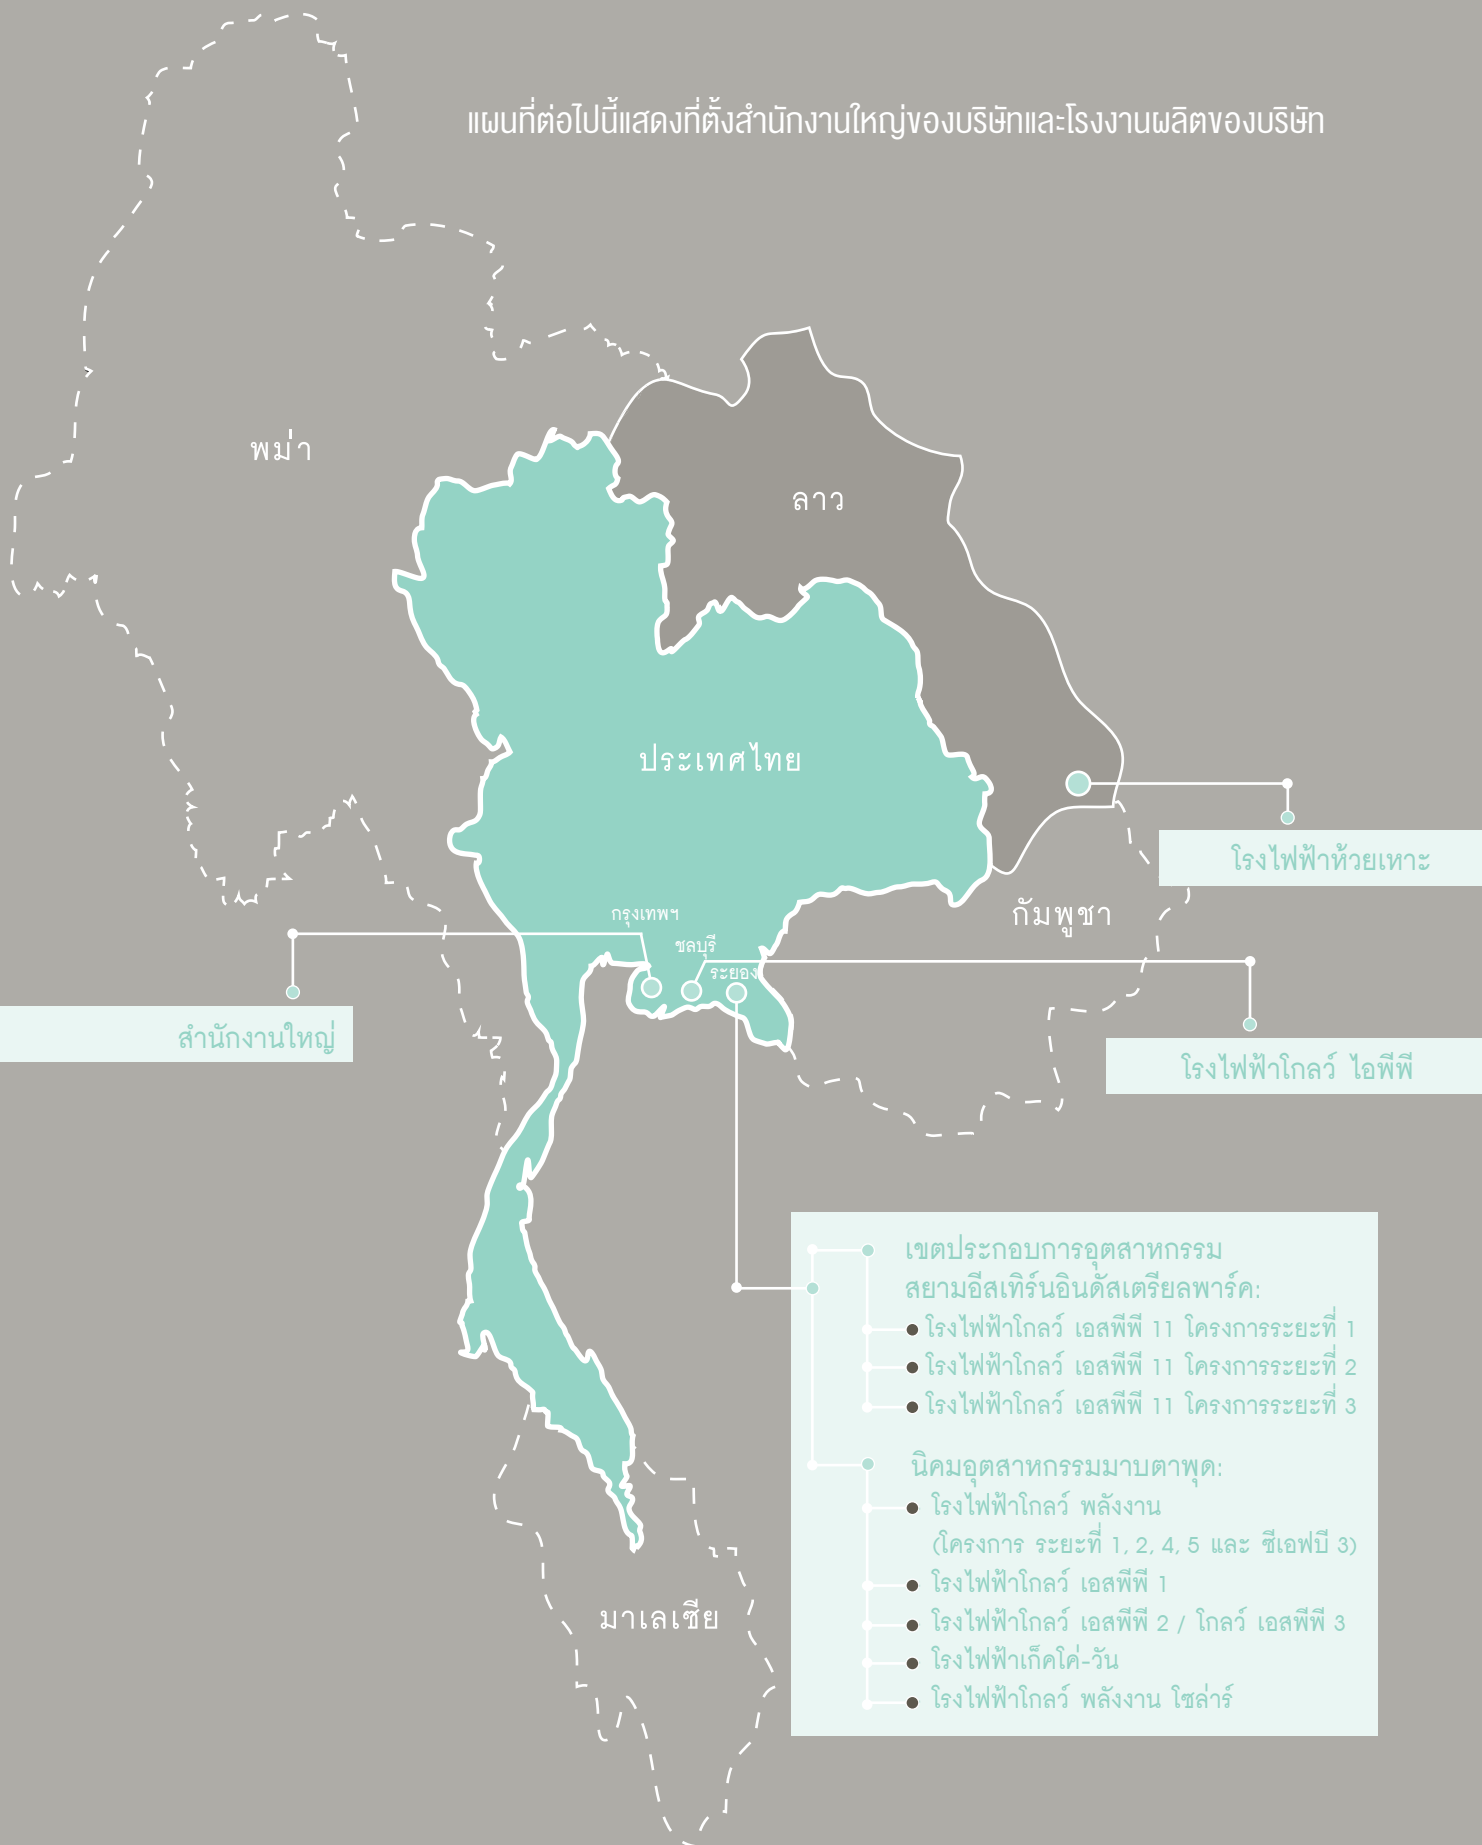 แผนที่ต่อไปนี้แสดงที่ตั้งสำนักงานใหญ่ของบริษัทและโรงงานผลิตของบริษัท
พม่า
ลาว
ประเทศไทย
โรงไฟฟ้าห้วยเหาะ
กัมพูชา
กรุงเทพฯ
ชลบุรี
ระยอง
สำนักงานใหญ่
โรงไฟฟ้าโกลว์ ไอพีพี
เขตประกอบการอุตสาหกรรม
สยามอีสเทิร์นอินดัสเตรียลพาร์ค:
โรงไฟฟ้าโกลว์ เอสพีพี 11 โครงการระยะที่ 1
โรงไฟฟ้าโกลว์ เอสพีพี 11 โครงการระยะที่ 2
โรงไฟฟ้าโกลว์ เอสพีพี 11 โครงการระยะที่ 3
นิคมอุตสาหกรรมมาบตาพุด:
โรงไฟฟ้าโกลว์ พลังงาน
(โครงการ ระยะที่ 1, 2, 4, 5 และ ซีเอฟบี 3)
โรงไฟฟ้าโกลว์ เอสพีพี 1
โรงไฟฟ้าโกลว์ เอสพีพี 2 / โกลว์ เอสพีพี 3
โรงไฟฟ้าเก็คโค่-วัน
โรงไฟฟ้าโกลว์ พลังงาน โซล่าร์
มาเลเซีย